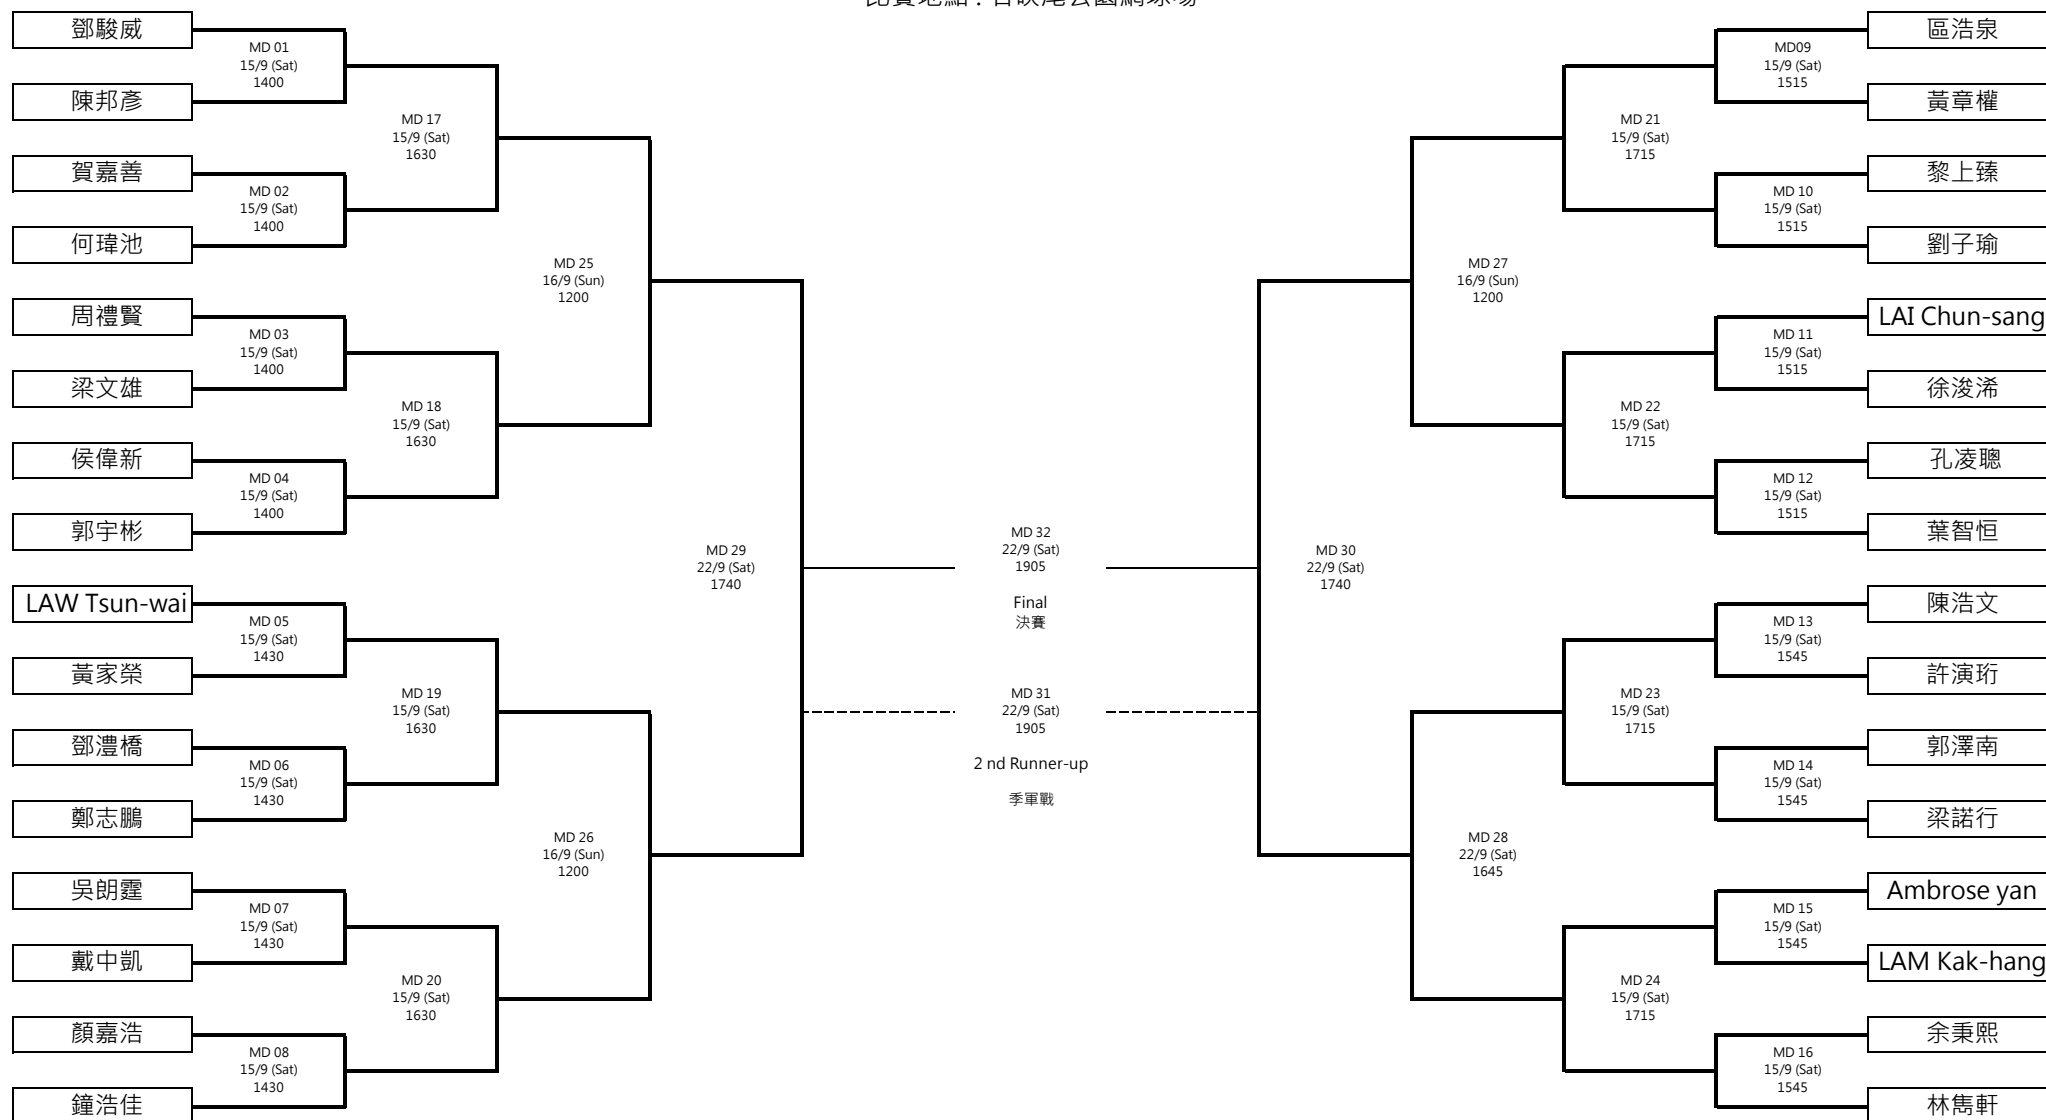 鄧駿威
MD 01
15/9 (Sat)
1400
陳邦彥
MD 17
15/9 (Sat)
1630
賀嘉善
MD 02
15/9 (Sat)
1400
何瑋池
MD 25
16/9 (Sun)
1200
周禮賢
MD 03
15/9 (Sat)
1400
梁文雄
MD 18
15/9 (Sat)
1630
侯偉新
MD 04
15/9 (Sat)
1400
郭宇彬
MD 29
22/9 (Sat)
1740
LAW Tsun-wai
MD 05
15/9 (Sat)
1430
黃家榮
MD 19
15/9 (Sat)
1630
鄧澧橋
MD 06
15/9 (Sat)
1430
鄭志鵬
MD 26
16/9 (Sun)
1200
吳朗霆
MD 07
15/9 (Sat)
1430
戴中凱
MD 20
15/9 (Sat)
1630
顏嘉浩
MD 08
15/9 (Sat)
1430
鐘浩佳
MD 32
22/9 (Sat)
1905
Final
決賽
MD 31
22/9 (Sat)
1905
2 nd Runner-up
季軍戰
區浩泉
MD09
15/9 (Sat)
1515
黃章權
MD 21
15/9 (Sat)
1715
黎上臻
MD 10
15/9 (Sat)
1515
劉子瑜
MD 27
16/9 (Sun)
1200
LAI Chun-sang
MD 11
15/9 (Sat)
1515
徐浚浠
MD 22
15/9 (Sat)
1715
孔凌聰
MD 12
15/9 (Sat)
1515
葉智恒
MD 30
22/9 (Sat)
1740
陳浩文
MD 13
15/9 (Sat)
1545
許演珩
MD 23
15/9 (Sat)
1715
郭澤南
MD 14
15/9 (Sat)
1545
梁諾行
MD 28
22/9 (Sat)
1645
Ambrose yan
MD 15
15/9 (Sat)
1545
LAM Kak-hang
MD 24
15/9 (Sat)
1715
余秉熙
MD 16
15/9 (Sat)
1545
林雋軒